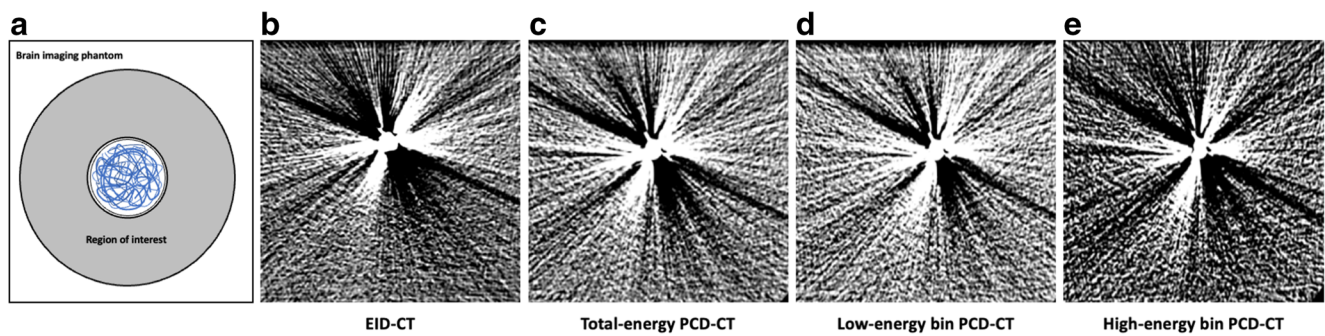 a
b
c
d
e
Brain imaging phantom
Region of interest
EID-CT
Total-energy PCD-CT
Low-energy bin PCD-CT
High-energy bin PCD-CT